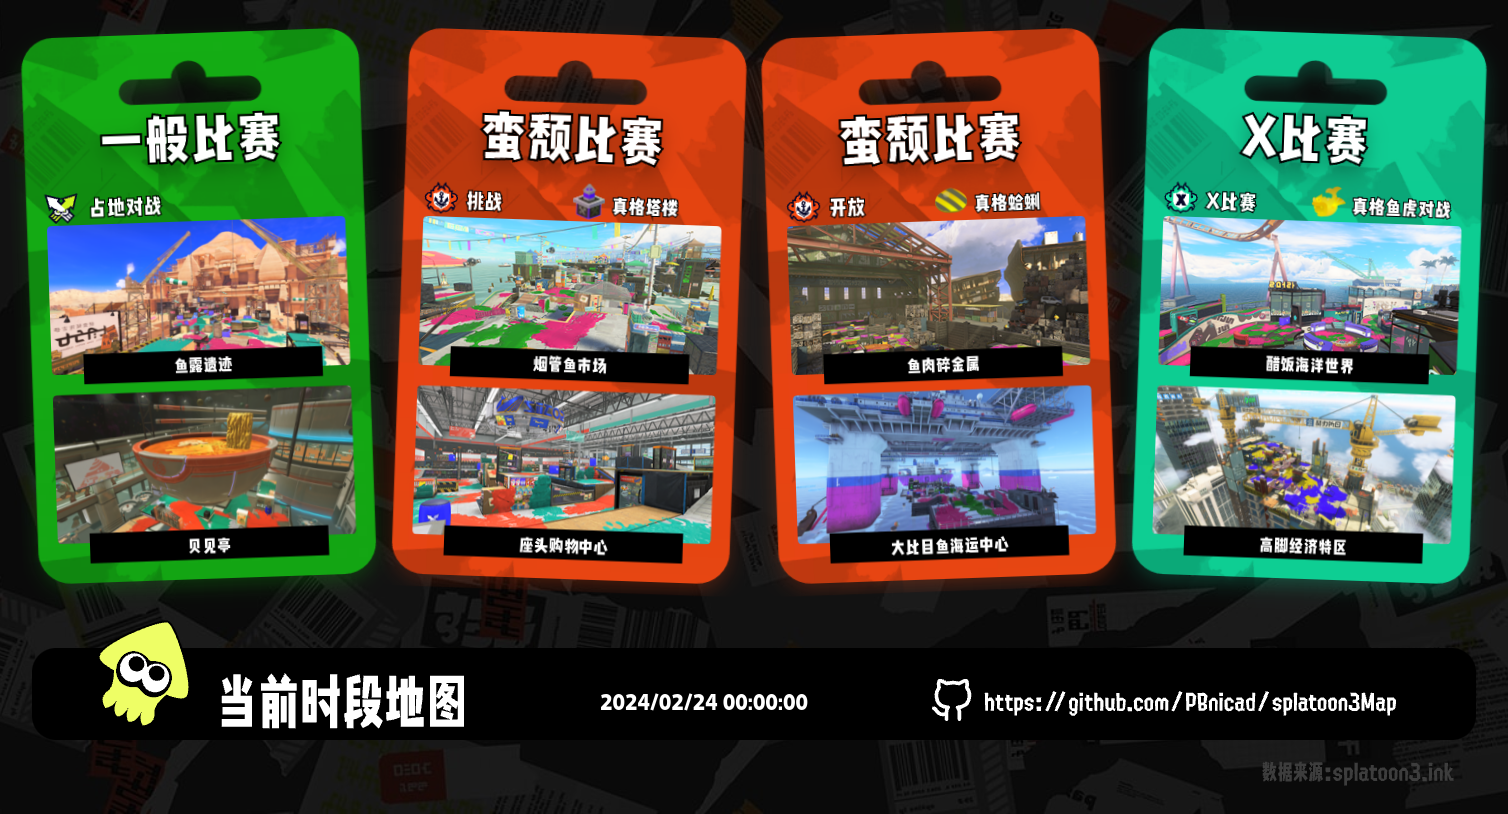 一般比赛
占地对战
鱼露遗迹
贝见亭
蛮颓比赛
挑战
真格塔楼
烟管鱼市场
座头购物中心
蛮颓比赛
开放
真格蛤蜊
鱼肉碎金属
大比目鱼海运中心
X比赛
X比赛
真格鱼虎对战
醋饭海洋世界
高脚经济特区
当前时段地图
2024/02/24 00:00:00
https://github.com/PBnicad/splatoon3Map
数据来源:splatoon3.ink